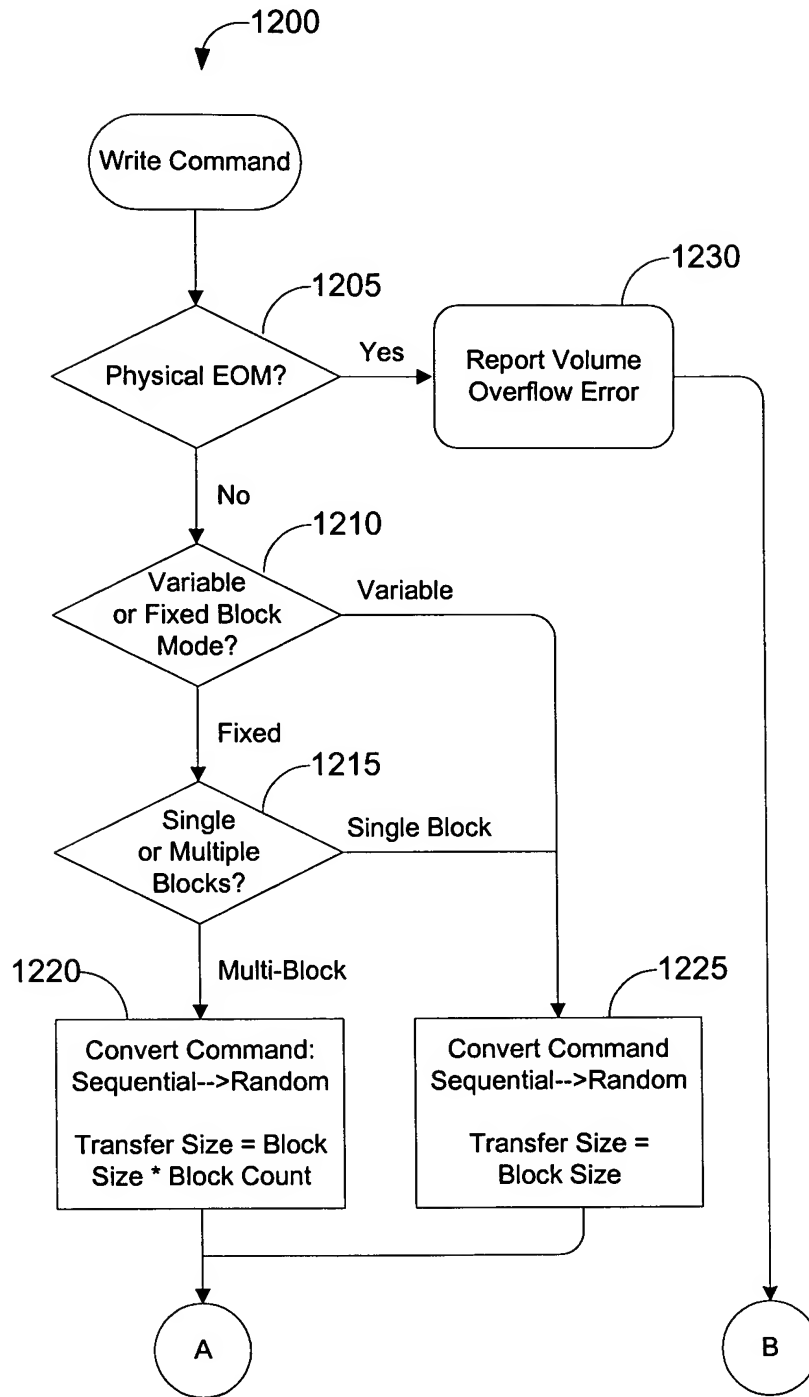 1200
Write Command
1205
1230
Physical EOM?
Yes
Report Volume
Overflow Error
No
1210
Variable
or Fixed Block
Mode?
Variable
Fixed
1215
Single
or Multiple
Blocks?
Single Block
1220
Multi-Block
1225
Convert Command:
Sequential-->Random
Transfer Size = Block
Size * Block Count
Convert Command
Sequential-->Random
Transfer Size =
Block Size
A
B